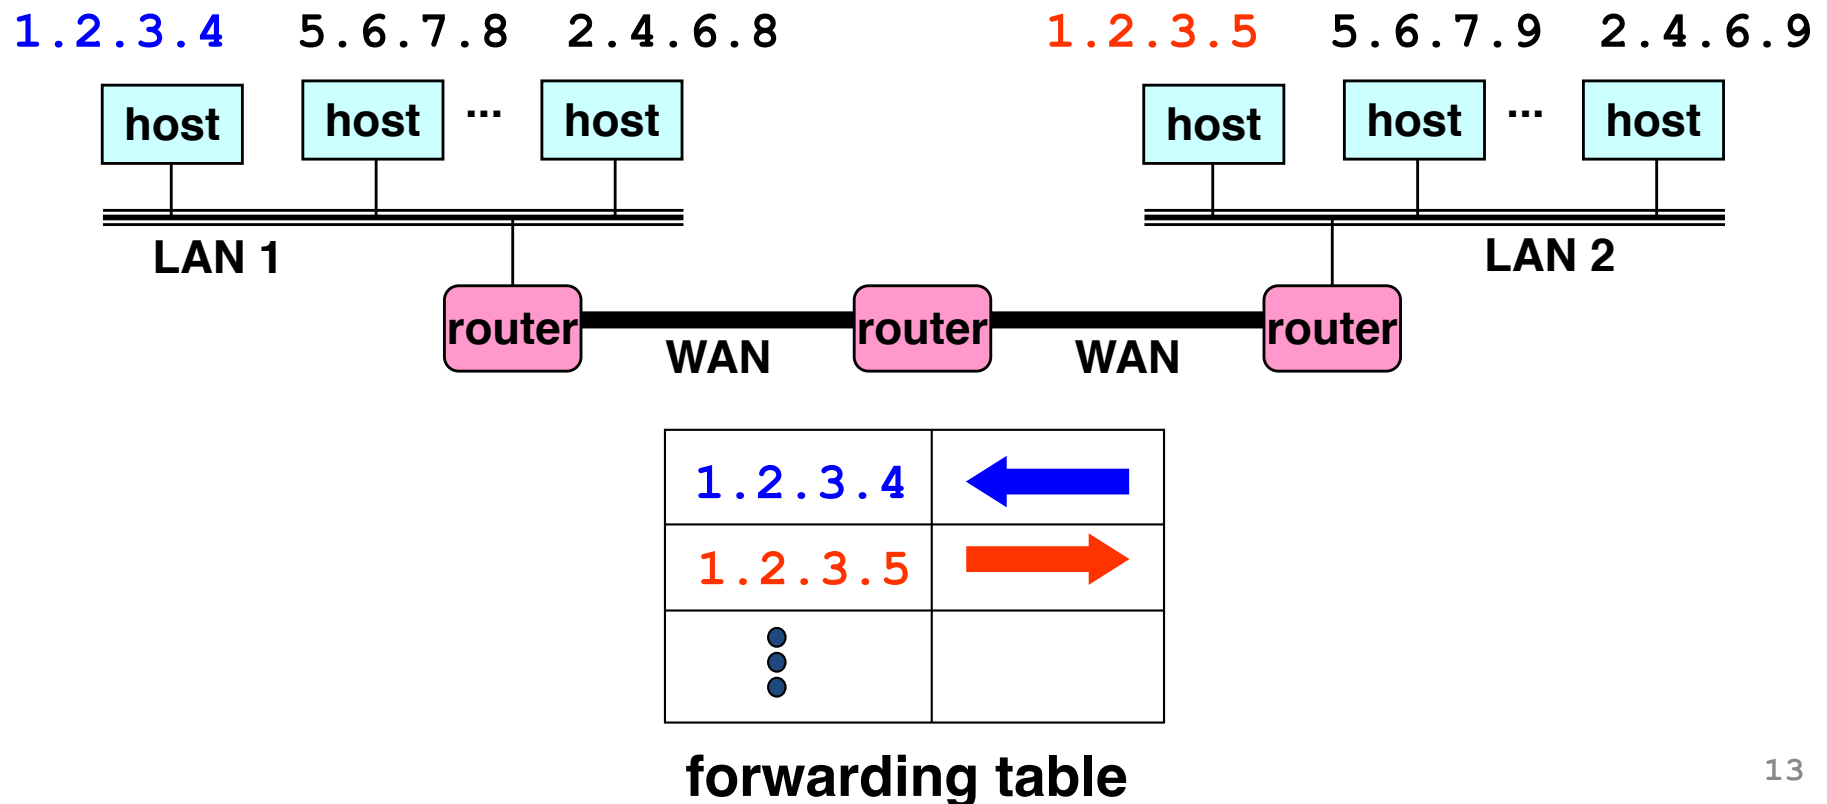 1.2.3.4 5.6.7.8 2.4.6.8 1.2.3.5 5.6.7.9 2.4.6.9
host host ... host host host ... host
LAN 1 LAN 2
router router router
WAN WAN
1.2.3.4
1.2.3.5
forwarding table
13